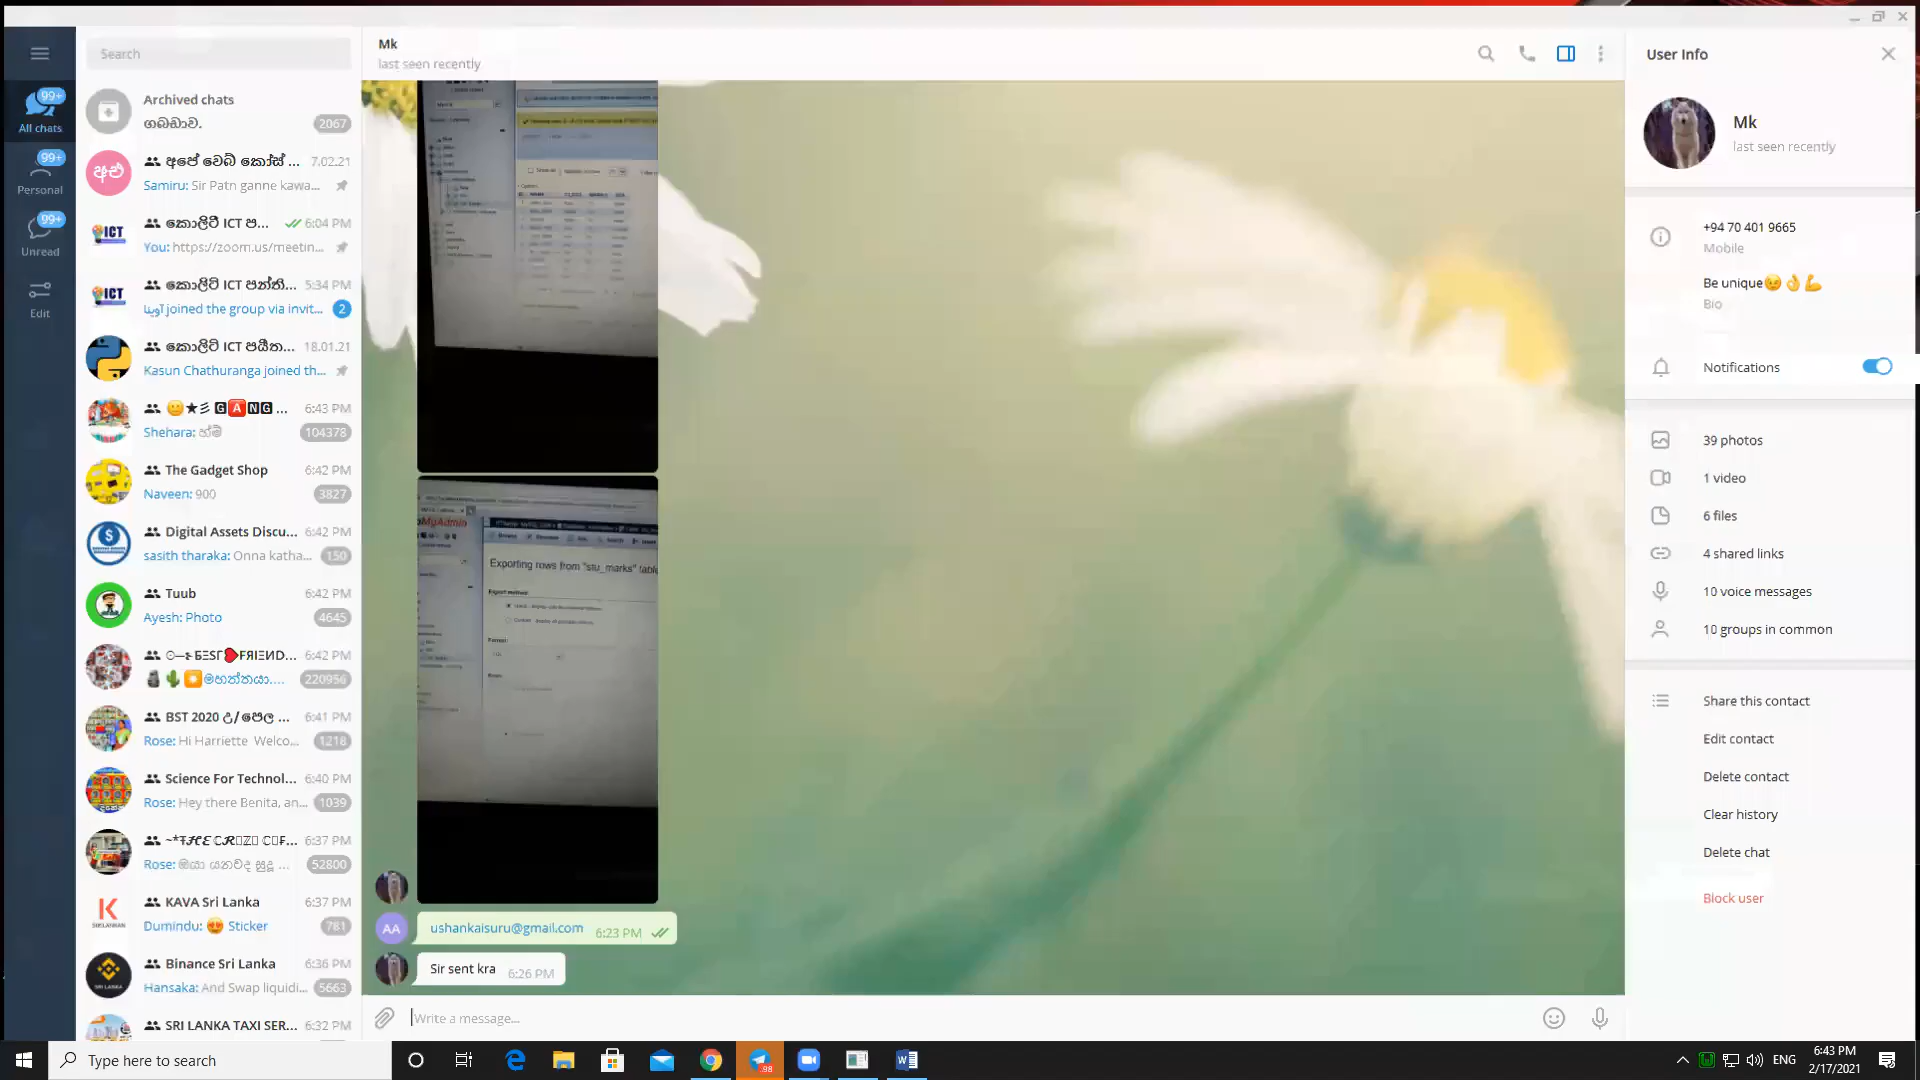 Search
All chats
Personal
Unread
Edit
99+
99+
99+
Archived chats
ගබඩාව.
2067
අපේ වෙබ් කෝස් ...
7.02.21
Samiru: Sir Patn ganne kawa...
කොලිටී ICT ප...
6:04 PM
You: https://zoom.us/meetin...
කොලිටි ICT පන්ති...
5:34 PM
joined the group via invit...
2
කොලිටි ICT පයිත...
18.01.21
Kasun Chathuranga joined th...
6:43 PM
Shehara: හ්ම්
104378
The Gadget Shop
6:42 PM
Naveen: 900
3827
Digital Assets Discu...
6:42 PM
sasith tharaka: Onna katha...
150
Tuub
6:42 PM
Ayesh: Photo
4645
6:42 PM
මහත්තයා....
220956
BST 2020 උ/පෙල ...
6:41 PM
Rose: Hi Harriette Welco...
1218
Science For Technol...
6:40 PM
Rose: Hey there Benita, an...
1039
6:37 PM
Rose: ඔයා යනවද සුදු ...
52800
KAVA Sri Lanka
6:37 PM
Dumindu: 😍 Sticker
781
Binance Sri Lanka
6:36 PM
Hansaka: And Swap liquidi...
5663
SRI LANKA TAXI SER...
6:32 PM
Mk
last seen recently
Exporting rows from "stu_marks" table
Export method:
ushankaisuru@gmail.com 6:23 PM
Sir sent kra 6:26 PM
Write a message...
User Info
Mk
last seen recently
+94 70 401 9665
Mobile
Be unique😉👌💪
Bio
Notifications
39 photos
1 video
6 files
4 shared links
10 voice messages
10 groups in common
Share this contact
Edit contact
Delete contact
Clear history
Delete chat
Block user
Type here to search
ENG
6:43 PM
2/17/2021